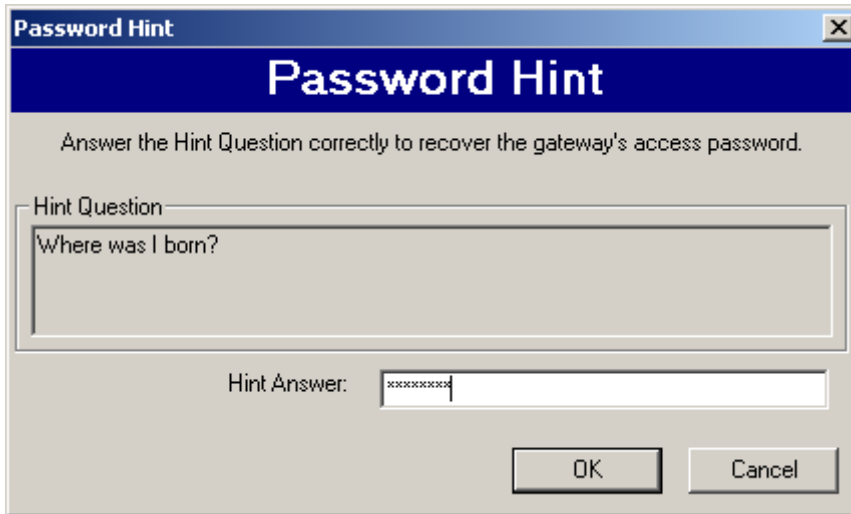 Password Hint
Password Hint
Answer the Hint Question correctly to recover the gateway's access password.
Hint Question
Where was I born?
Hint Answer: xxxxxxxx
OK Cancel